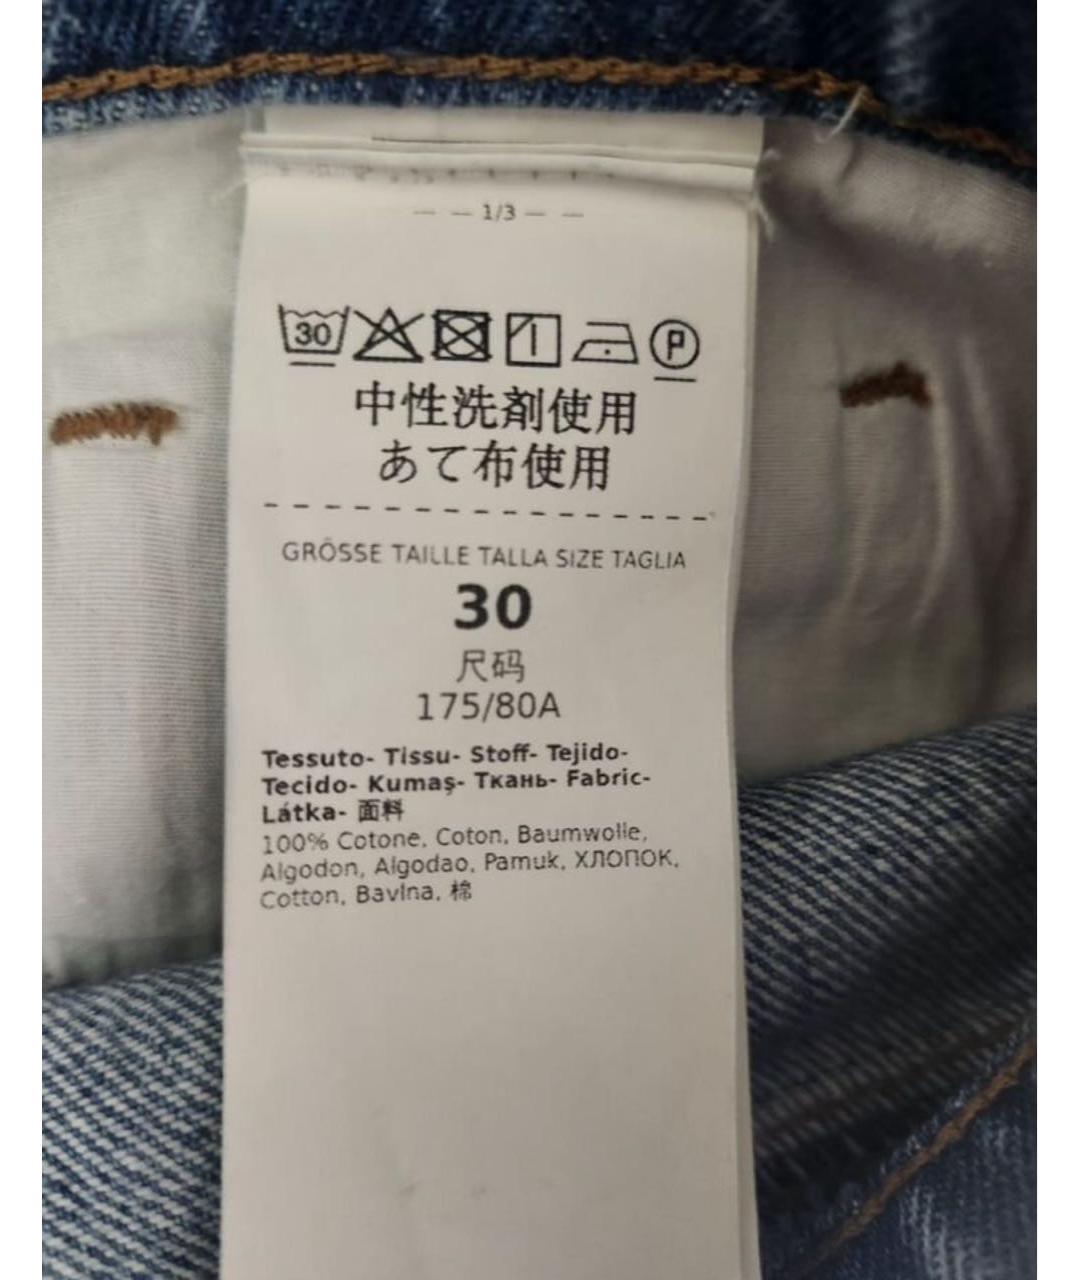 — — 1/3 — —
30 P
中性洗剤使用
あて布使用
GRÖSSE TAILLE TALLA SIZE TAGLIA
30
尺码
175/80A
Tessuto- Tissu- Stoff- Tejido-
Tecido- Kumaş- Ткань- Fabric-
Látka- 面料
100% Cotone, Coton, Baumwolle,
Algodon, Algodao, Pamuk, ХЛОПОК,
Cotton, Bavlna, 棉